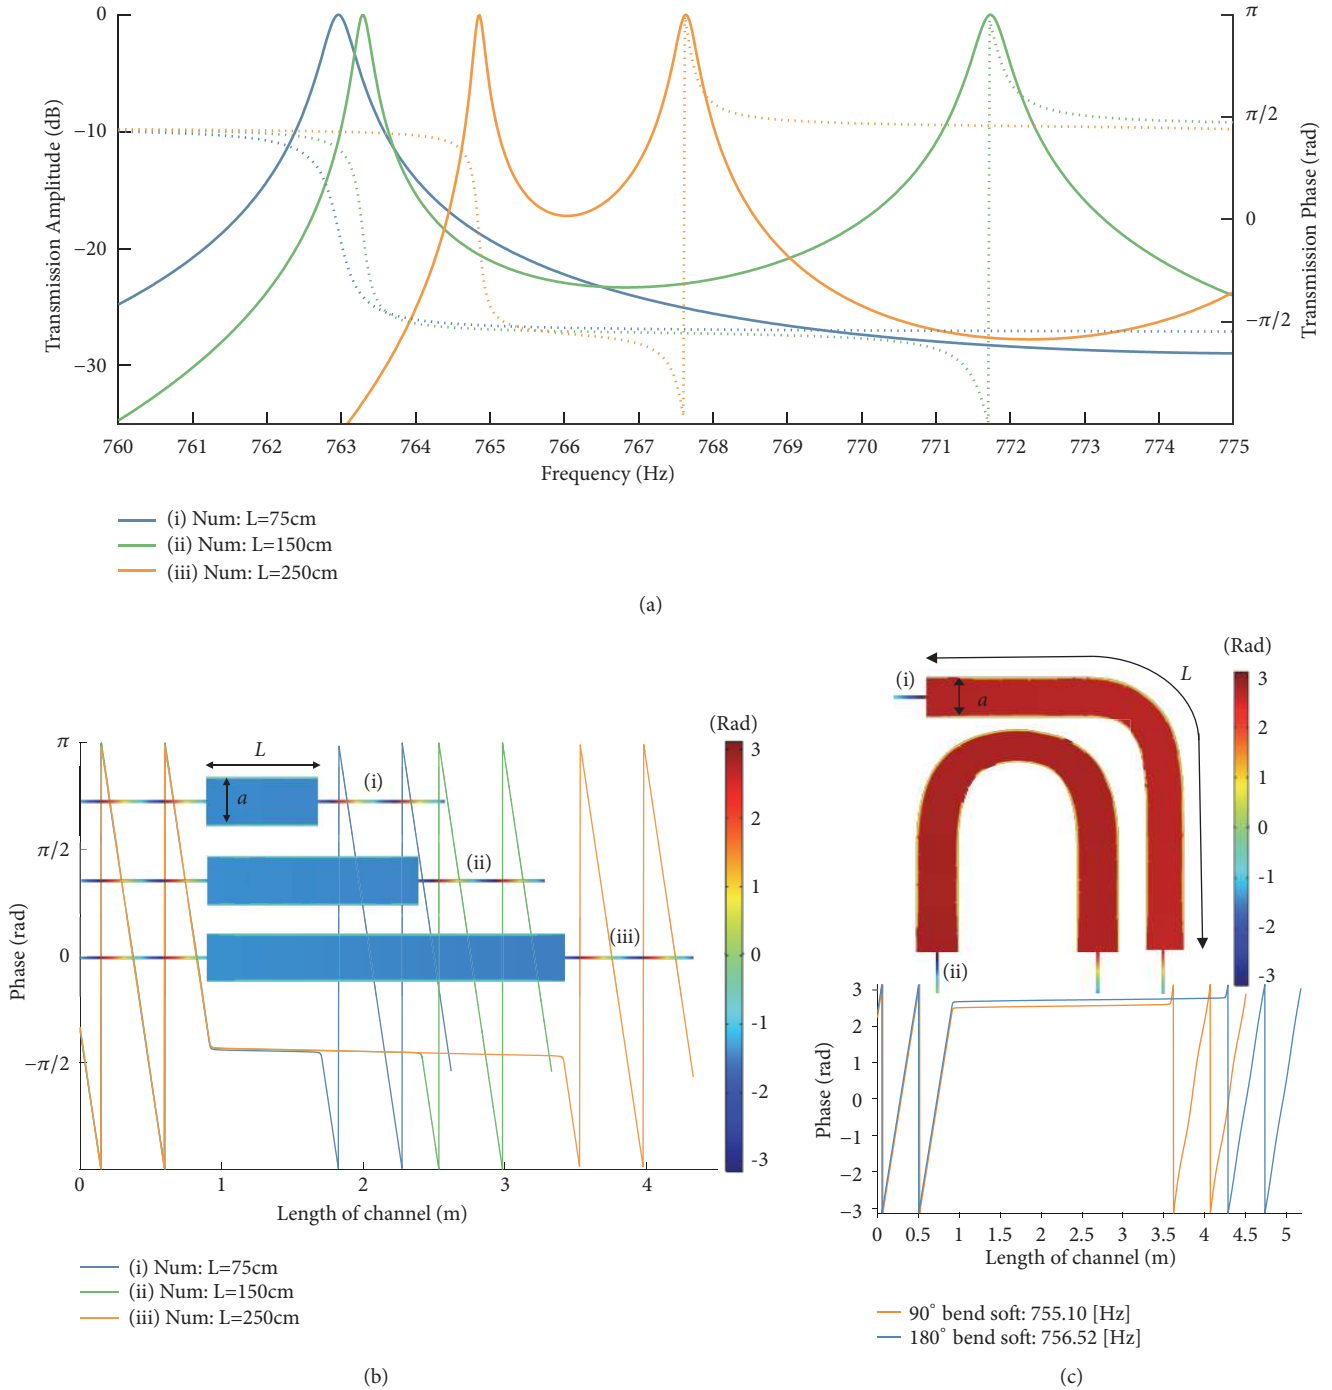 0
−10
−20
−30
Transmission Amplitude (dB)
π
π/2
0
−π/2
Transmission Phase (rad)
760 761 762 763 764 765 766 767 768 769 770 771 772 773 774 775
Frequency (Hz)
(i) Num: L=75cm
(ii) Num: L=150cm
(iii) Num: L=250cm
(a)
π
π/2
0
−π/2
Phase (rad)
L
a
(i)
(ii)
(iii)
(Rad)
3
2
1
0
-1
-2
-3
0 1 2 3 4
Length of channel (m)
(i) Num: L=75cm
(ii) Num: L=150cm
(iii) Num: L=250cm
(b)
(Rad)
3
2
1
0
-1
-2
-3
(i)
a
L
(ii)
3
2
1
0
−1
−2
−3
Phase (rad)
0 0.5 1 1.5 2 2.5 3 3.5 4 4.5 5
Length of channel (m)
90° bend soft: 755.10 [Hz]
180° bend soft: 756.52 [Hz]
(c)